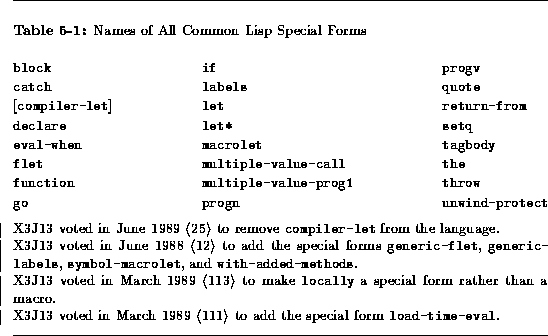 Table 5-1: Names of All Common Lisp Special Forms
block if progv
catch labels quote
[compiler-let] let return-from
declare let* setq
eval-when macrolet tagbody
flet multiple-value-call the
function multiple-value-prog1 throw
go progn unwind-protect
X3J13 voted in June 1989 ⟨25⟩ to remove compiler-let from the language.
X3J13 voted in June 1988 ⟨12⟩ to add the special forms generic-flet, generic-
labels, symbol-macrolet, and with-added-methods.
X3J13 voted in March 1989 ⟨113⟩ to make locally a special form rather than a
macro.
X3J13 voted in March 1989 ⟨111⟩ to add the special form load-time-eval.